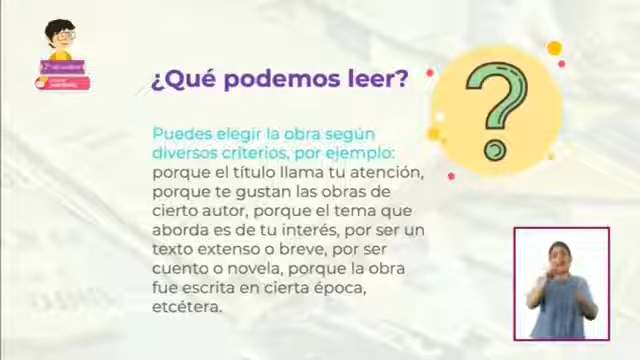 ¿Qué podemos leer?
Puedes elegir la obra según
diversos criterios, por ejemplo:
porque el título llama tu atención,
porque te gustan las obras de
cierto autor, porque el tema que
aborda es de tu interés, por ser un
texto extenso o breve, por ser
cuento o novela, porque la obra
fue escrita en cierta época,
etcétera.